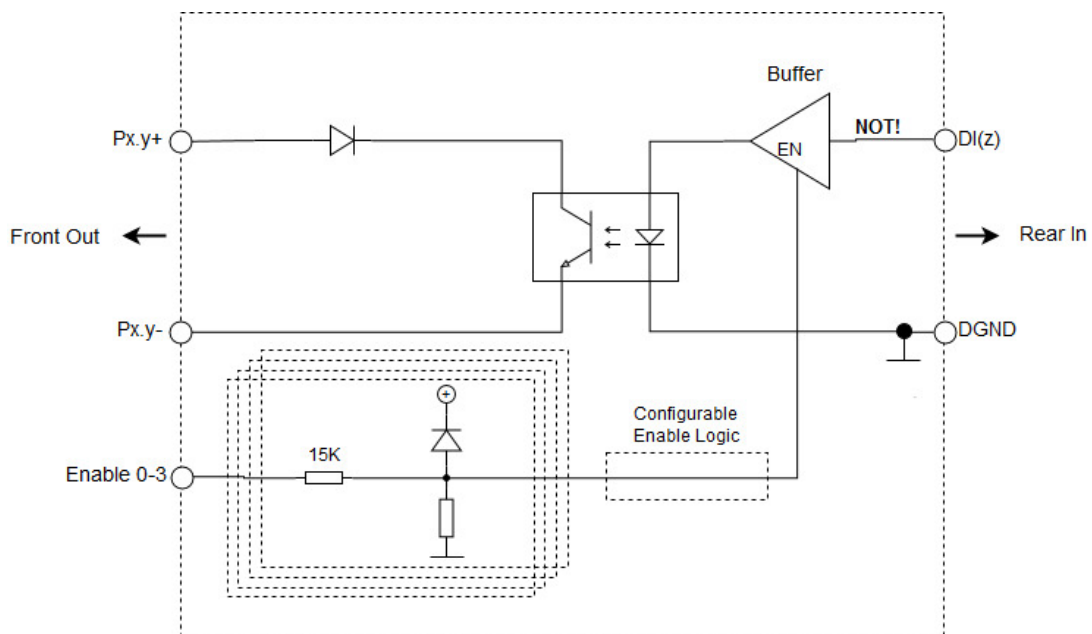 Buffer
Px.y+
NOT!
DI(z)
EN
Front Out
Rear In
Px.y-
DGND
Configurable
Enable Logic
+
15K
Enable 0-3